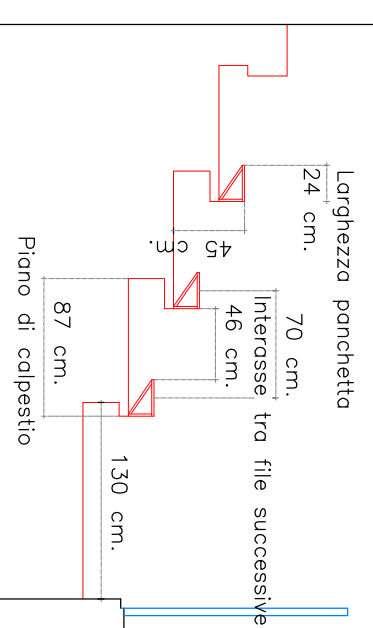 Larghezza panchetta
24 cm.
45 cm.
70 cm.
Interasse tra file successive
46 cm.
87 cm.
Piano di calpestio
130 cm.